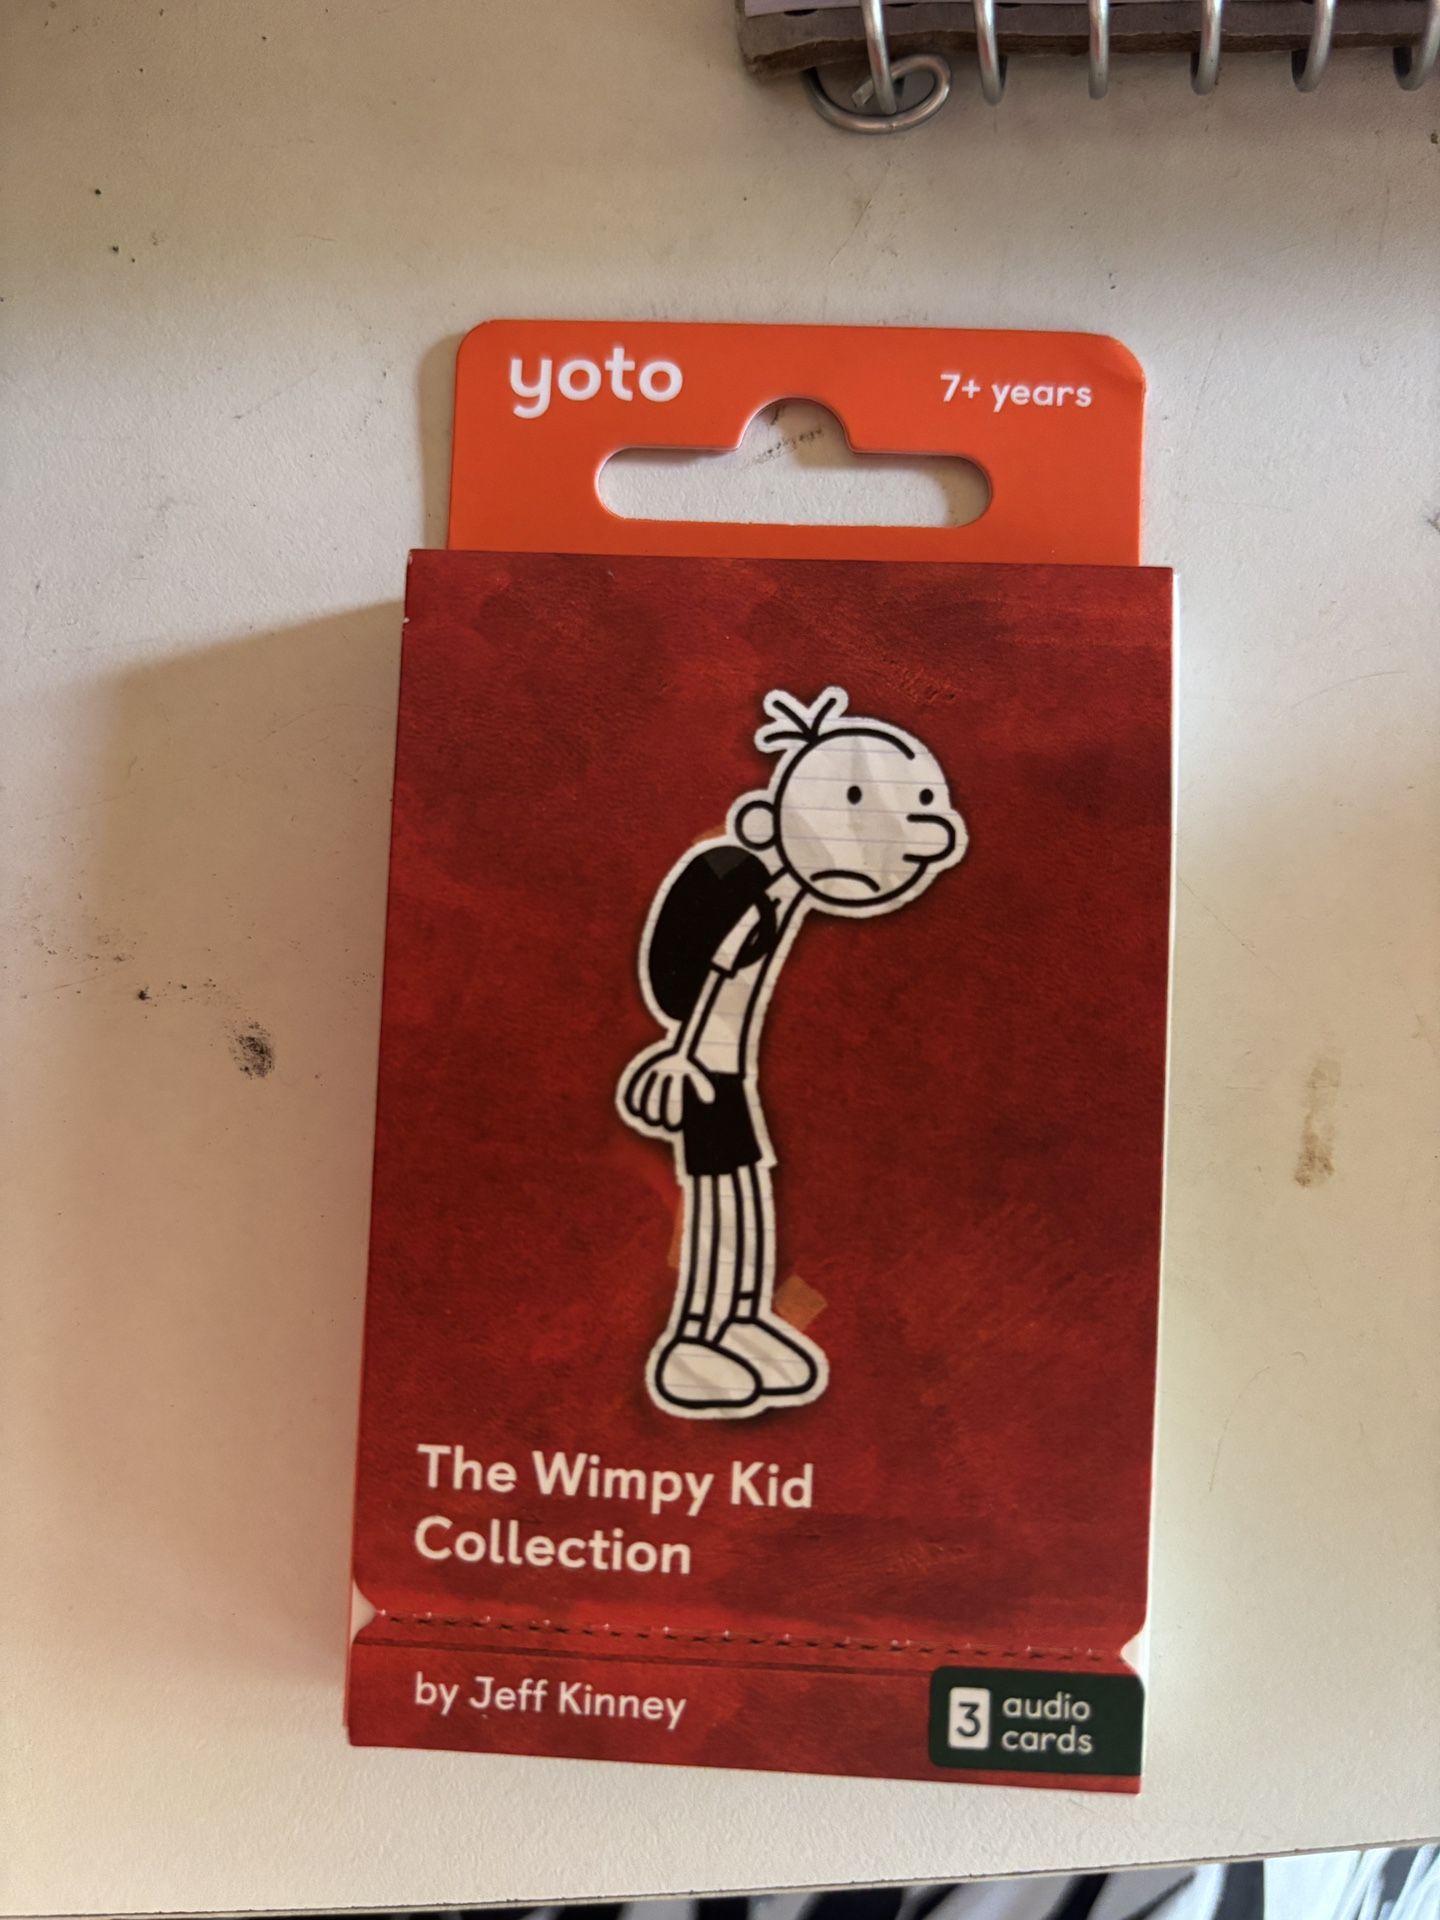 yoto
7+ years
The Wimpy Kid
Collection
by Jeff Kinney
3
audio
cards